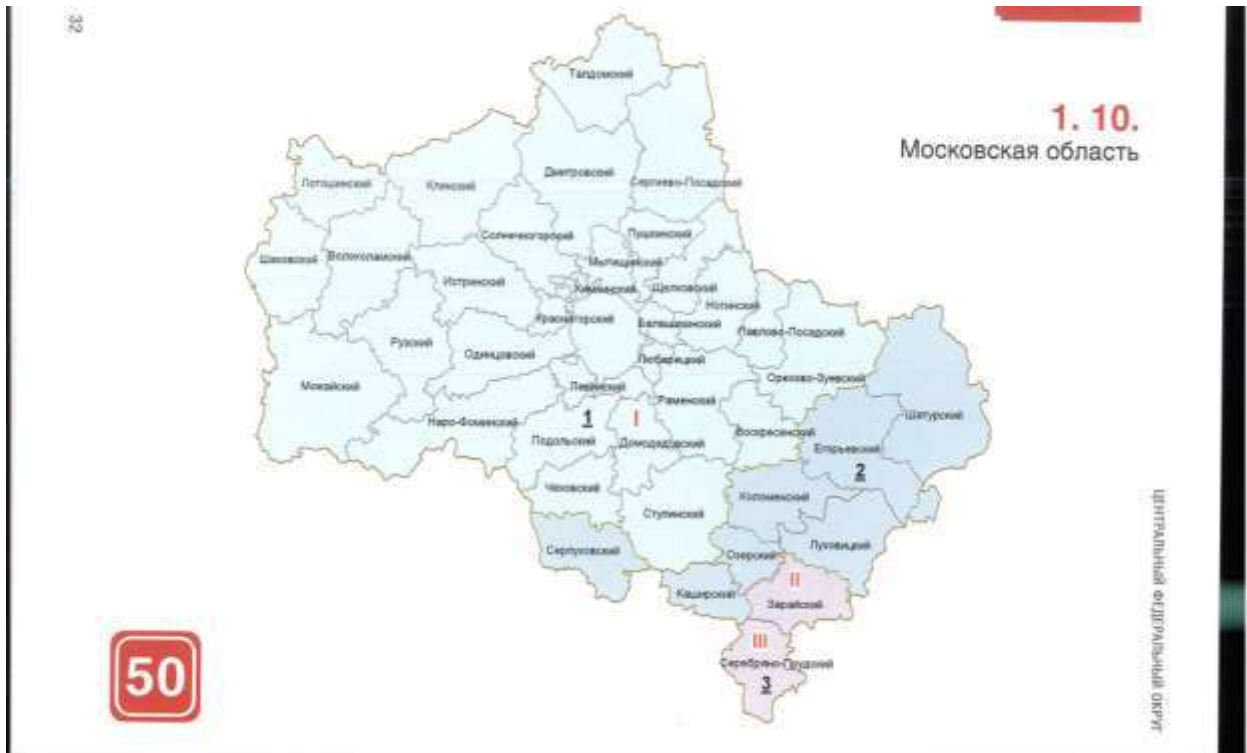 32
1. 10.
Московская область
Талдомский
Дмитровский
Сергиево-Посадский
Лотошинский
Клинский
Солнечногорский
Пушкинский
Шаховской
Волоколамский
Мытищинский
Истринский
Химкинский
Щелковский
Ногинский
Красногорский
Балашихинский
Павлово-Посадский
Рузский
Одинцовский
Люберецкий
Можайский
Ленинский
Орехово-Зуевский
Раменский
Наро-Фоминский
1
I
Шатурский
Подольский
Домодедовский
Воскресенский
Егорьевский
2
Чеховский
Коломенский
Ступинский
Серпуховский
Озерский
Луховицкий
II
Каширский
Зарайский
III
Серебряно-Прудский
3
50
ЦЕНТРАЛЬНЫЙ ФЕДЕРАЛЬНЫЙ ОКРУГ